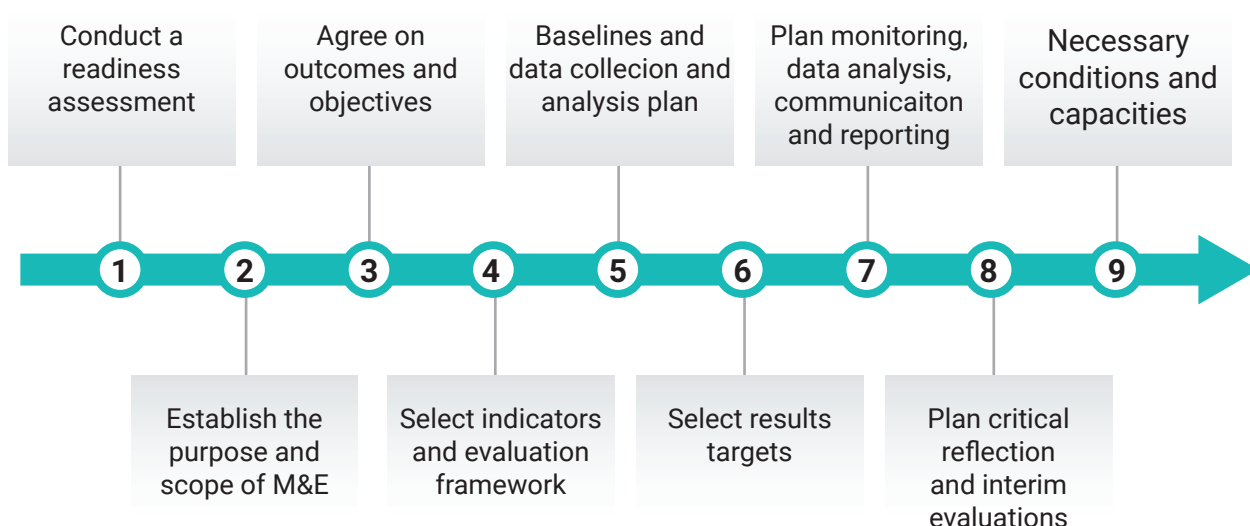 Conduct a
readiness
assessment
Agree on
outcomes and
objectives
Baselines and
data collecion and
analysis plan
Plan monitoring,
data analysis,
communicaiton
and reporting
Necessary
conditions and
capacities
1
2
3
4
5
6
7
8
9
Establish the
purpose and
scope of M&E
Select indicators
and evaluation
framework
Select results
targets
Plan critical
reflection
and interim
evaluations